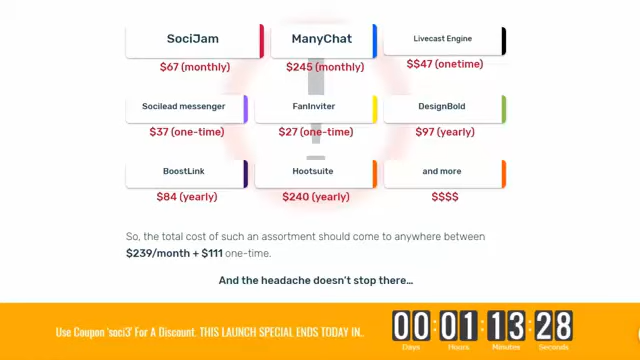 SociJam
ManyChat
Livecast Engine
$67 (monthly)
$245 (monthly)
$$47 (onetime)
Socilead messenger
FanInviter
DesignBold
$37 (one-time)
$27 (one-time)
$97 (yearly)
BoostLink
Hootsuite
and more
$84 (yearly)
$240 (yearly)
$$$$
So, the total cost of such an assortment should come to anywhere between
$239/month + $111 one-time.
And the headache doesn't stop there...
Use Coupon 'soci3' For A Discount. THIS LAUNCH SPECIAL ENDS TODAY IN..
00:01:13:28
Days Hours Minutes Seconds